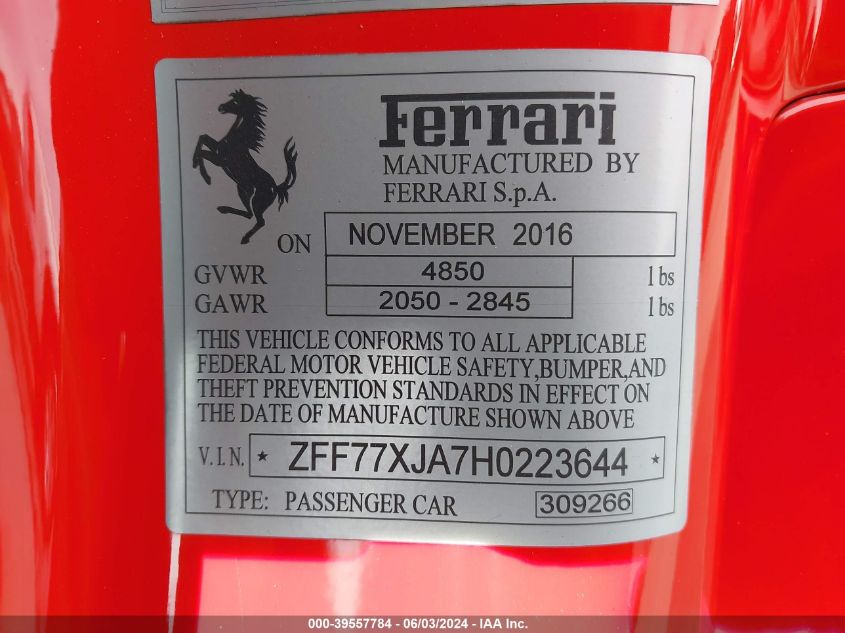 Ferrari
MANUFACTURED BY
FERRARI S.p.A.
ON NOVEMBER 2016
GVWR 4850 lbs
GAWR 2050 - 2845 lbs
THIS VEHICLE CONFORMS TO ALL APPLICABLE
FEDERAL MOTOR VEHICLE SAFETY,BUMPER,AND
THEFT PREVENTION STANDARDS IN EFFECT ON
THE DATE OF MANUFACTURE SHOWN ABOVE
V.I.N. * ZFF77XJA7H0223644 *
TYPE: PASSENGER CAR 309266
000-39557784 - 06/03/2024 - IAA Inc.